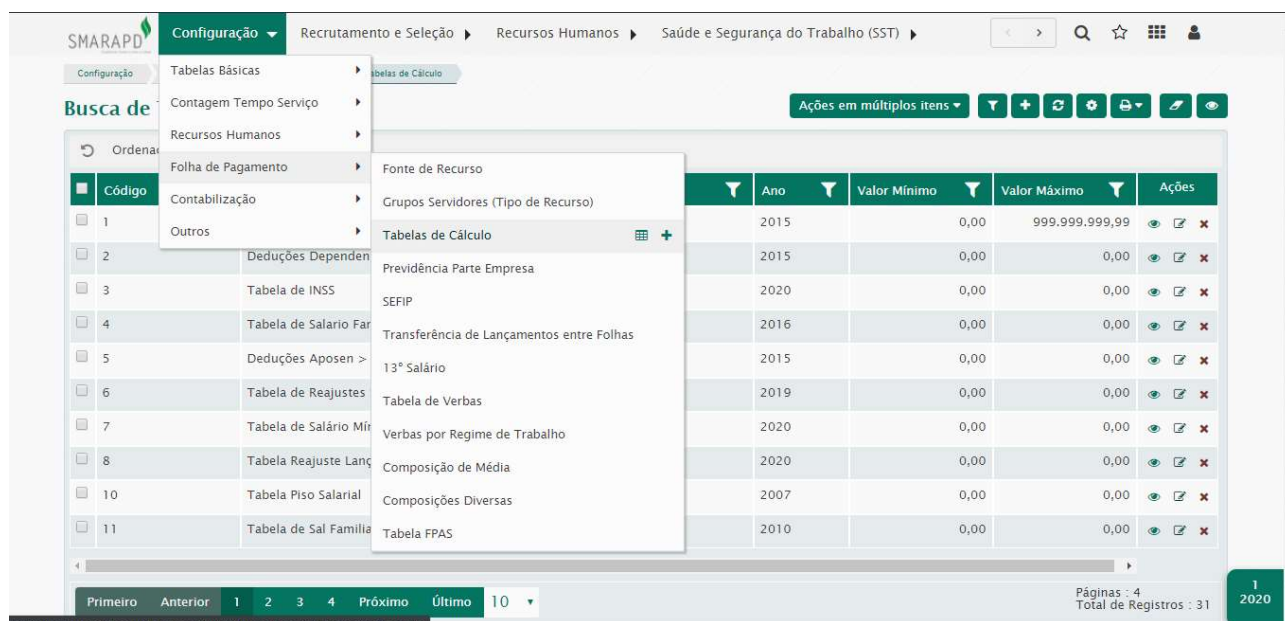 SMARAPD
Configuração Recrutamento e Seleção Recursos Humanos Saúde e Segurança do Trabalho (SST)
Configuração abelas de Cálculo
Busca de
Ações em múltiplos itens
Ordena
Tabelas Básicas
Contagem Tempo Serviço
Recursos Humanos
Folha de Pagamento
Contabilização
Outros
Fonte de Recurso
Grupos Servidores (Tipo de Recurso)
Tabelas de Cálculo
Previdência Parte Empresa
SEFIP
Transferência de Lançamentos entre Folhas
13° Salário
Tabela de Verbas
Verbas por Regime de Trabalho
Composição de Média
Composições Diversas
Tabela FPAS
Código Ano Valor Mínimo Valor Máximo Ações
1 2015 0,00 999.999.999,99
2 Deduções Dependen 2015 0,00 0,00
3 Tabela de INSS 2020 0,00 0,00
4 Tabela de Salario Far 2016 0,00 0,00
5 Deduções Aposen > 2015 0,00 0,00
6 Tabela de Reajustes 2019 0,00 0,00
7 Tabela de Salário Mír 2020 0,00 0,00
8 Tabela Reajuste Lanç 2020 0,00 0,00
10 Tabela Piso Salarial 2007 0,00 0,00
11 Tabela de Sal Familia 2010 0,00 0,00
Primeiro Anterior 1 2 3 4 Próximo Último 10
Páginas : 4
Total de Registros : 31
1
2020